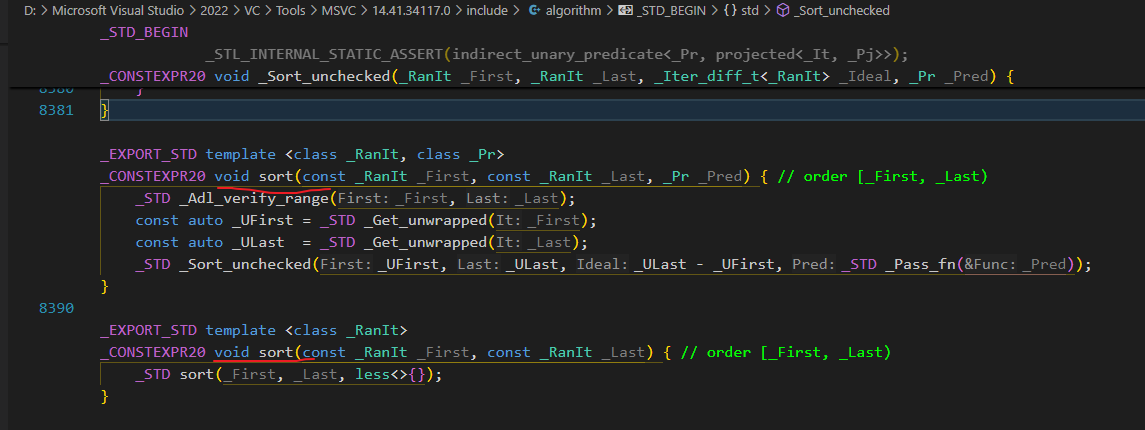 D: > Microsoft Visual Studio > 2022 > VC > Tools > MSVC > 14.41.34117.0 > include > algorithm > _STD_BEGIN > {} std > _Sort_unchecked
_STD_BEGIN
_STL_INTERNAL_STATIC_ASSERT(indirect_unary_predicate<_Pr, projected<_It, _Pj>>);
_CONSTEXPR20 void _Sort_unchecked(_RanIt _First, _RanIt _Last, _Iter_diff_t<_RanIt> _Ideal, _Pr _Pred) {
8380 }
8381 }
_EXPORT_STD template <class _RanIt, class _Pr>
_CONSTEXPR20 void sort(const _RanIt _First, const _RanIt _Last, _Pr _Pred) { // order [_First, _Last)
_STD _Adl_verify_range(First: _First, Last: _Last);
const auto _UFirst = _STD _Get_unwrapped(It: _First);
const auto _ULast  = _STD _Get_unwrapped(It: _Last);
_STD _Sort_unchecked(First: _UFirst, Last: _ULast, Ideal: _ULast - _UFirst, Pred: _STD _Pass_fn(&Func: _Pred));
}
8390
_EXPORT_STD template <class _RanIt>
_CONSTEXPR20 void sort(const _RanIt _First, const _RanIt _Last) { // order [_First, _Last)
_STD sort(_First, _Last, less<>{});
}